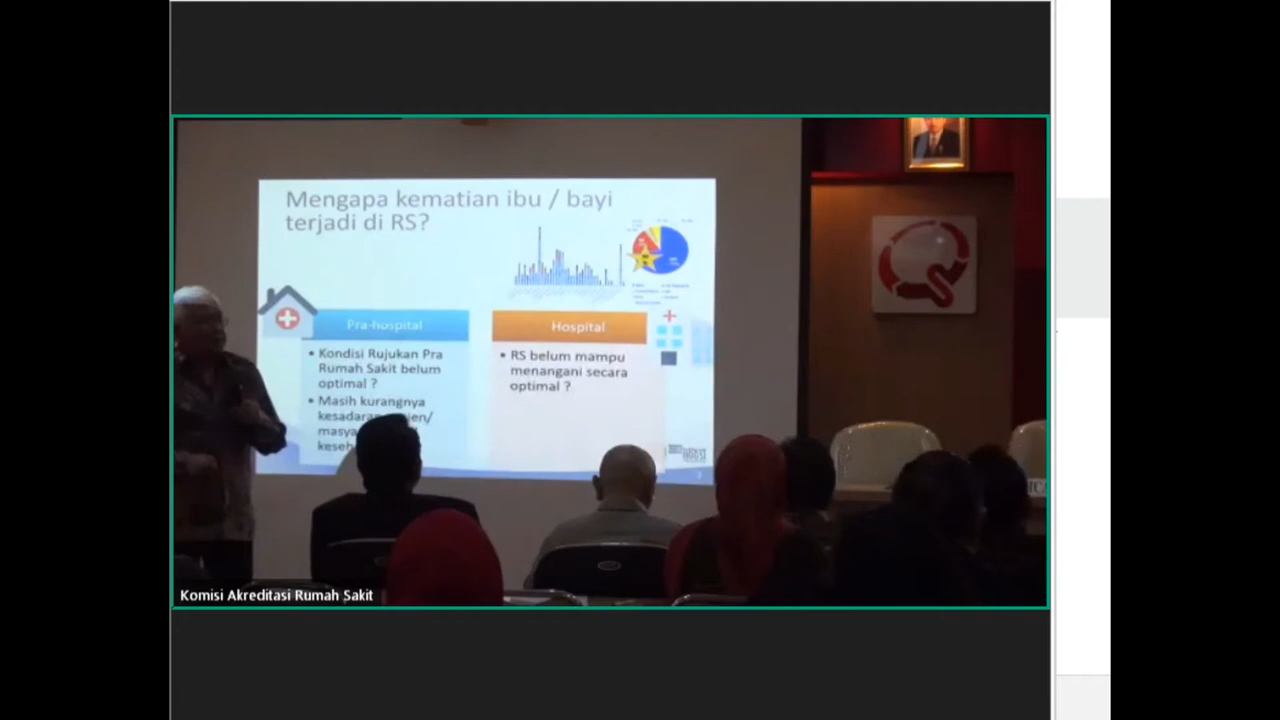 Mengapa kematian ibu / bayi
terjadi di RS?
Pra-hospital
• Kondisi Rujukan Pra
Rumah Sakit belum
optimal ?
• Masih kurangnya
kesadaran
masya
keseh
Hospital
• RS belum mampu
menangani secara
optimal ?
Komisi Akreditasi Rumah Sakit